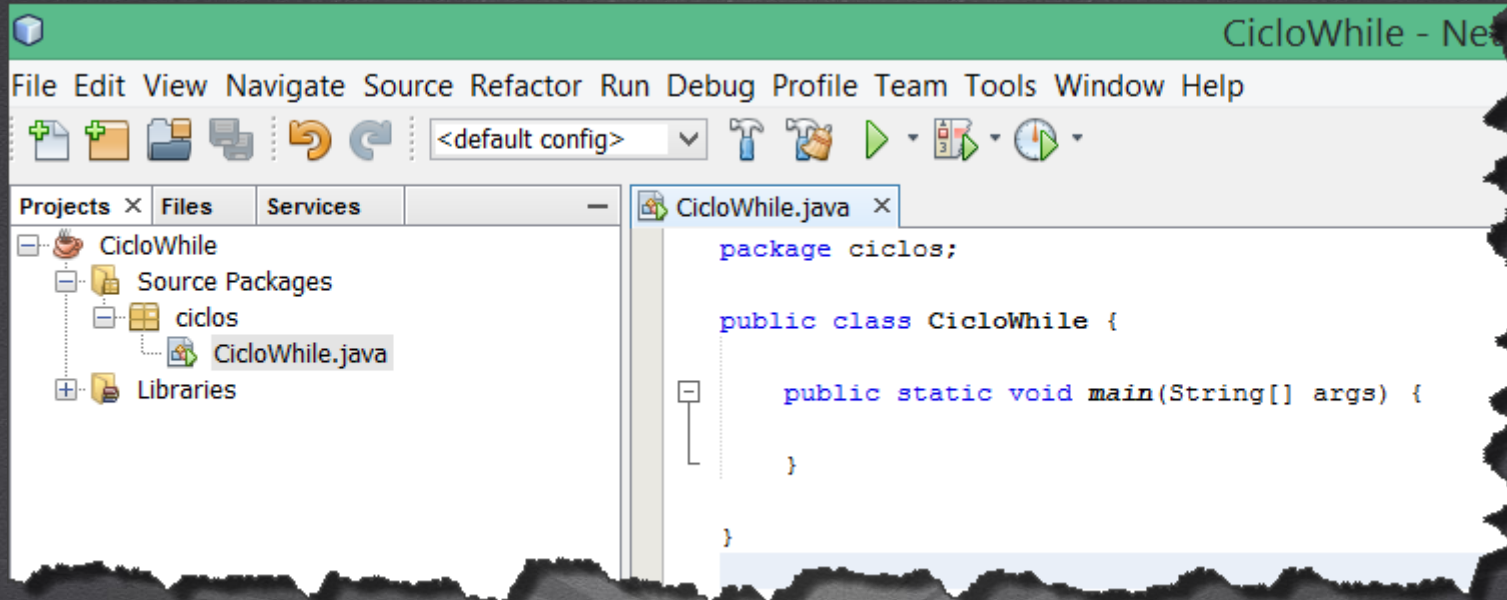 CicloWhile - Ne
File Edit View Navigate Source Refactor Run Debug Profile Team Tools Window Help
<default config>
Projects Files Services
CicloWhile
Source Packages
ciclos
CicloWhile.java
Libraries
CicloWhile.java
package ciclos;
public class CicloWhile {
public static void main(String[] args) {
}
}